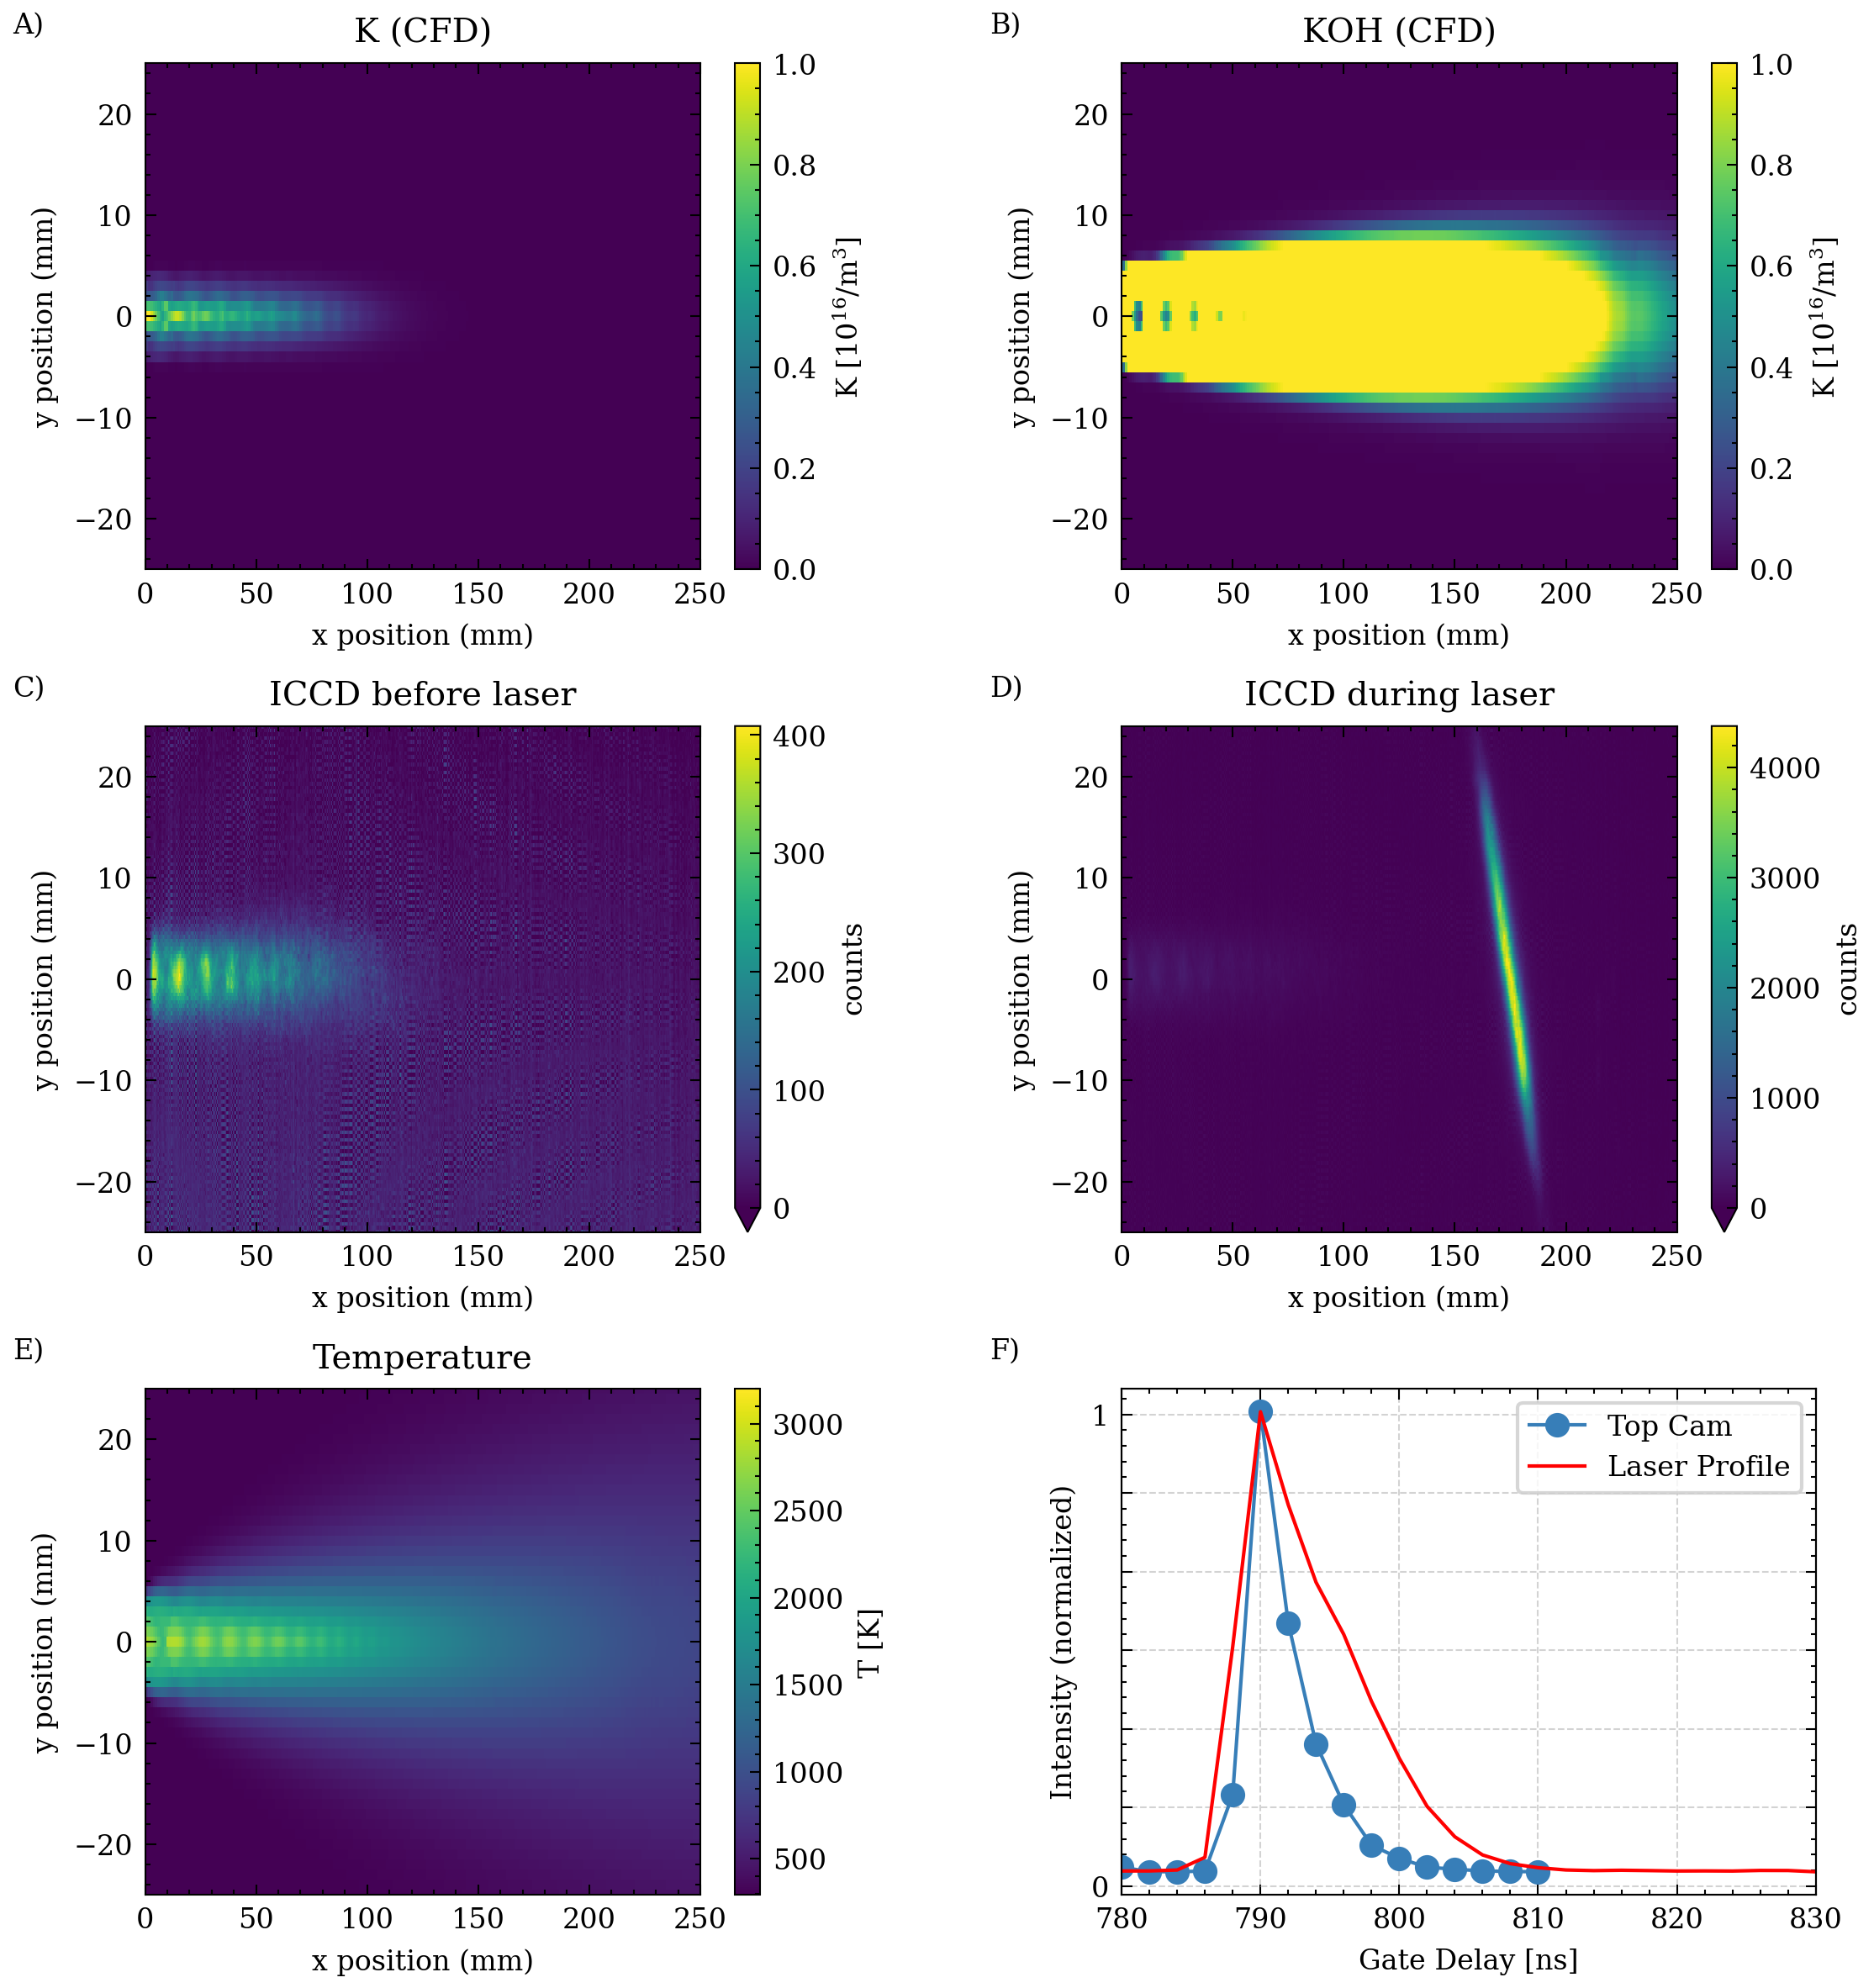 A)
K (CFD)
20
10
0
−10
−20
y position (mm)
0 50 100 150 200 250
x position (mm)
1.0
0.8
0.6
0.4
0.2
0.0
K [10¹⁶/m³]
B)
KOH (CFD)
20
10
0
−10
−20
y position (mm)
0 50 100 150 200 250
x position (mm)
1.0
0.8
0.6
0.4
0.2
0.0
K [10¹⁶/m³]
C)
ICCD before laser
20
10
0
−10
−20
y position (mm)
0 50 100 150 200 250
x position (mm)
400
300
200
100
0
counts
D)
ICCD during laser
20
10
0
−10
−20
y position (mm)
0 50 100 150 200 250
x position (mm)
4000
3000
2000
1000
0
counts
E)
Temperature
20
10
0
−10
−20
y position (mm)
0 50 100 150 200 250
x position (mm)
3000
2500
2000
1500
1000
500
T [K]
F)
1
0
Intensity (normalized)
Top Cam
Laser Profile
780 790 800 810 820 830
Gate Delay [ns]